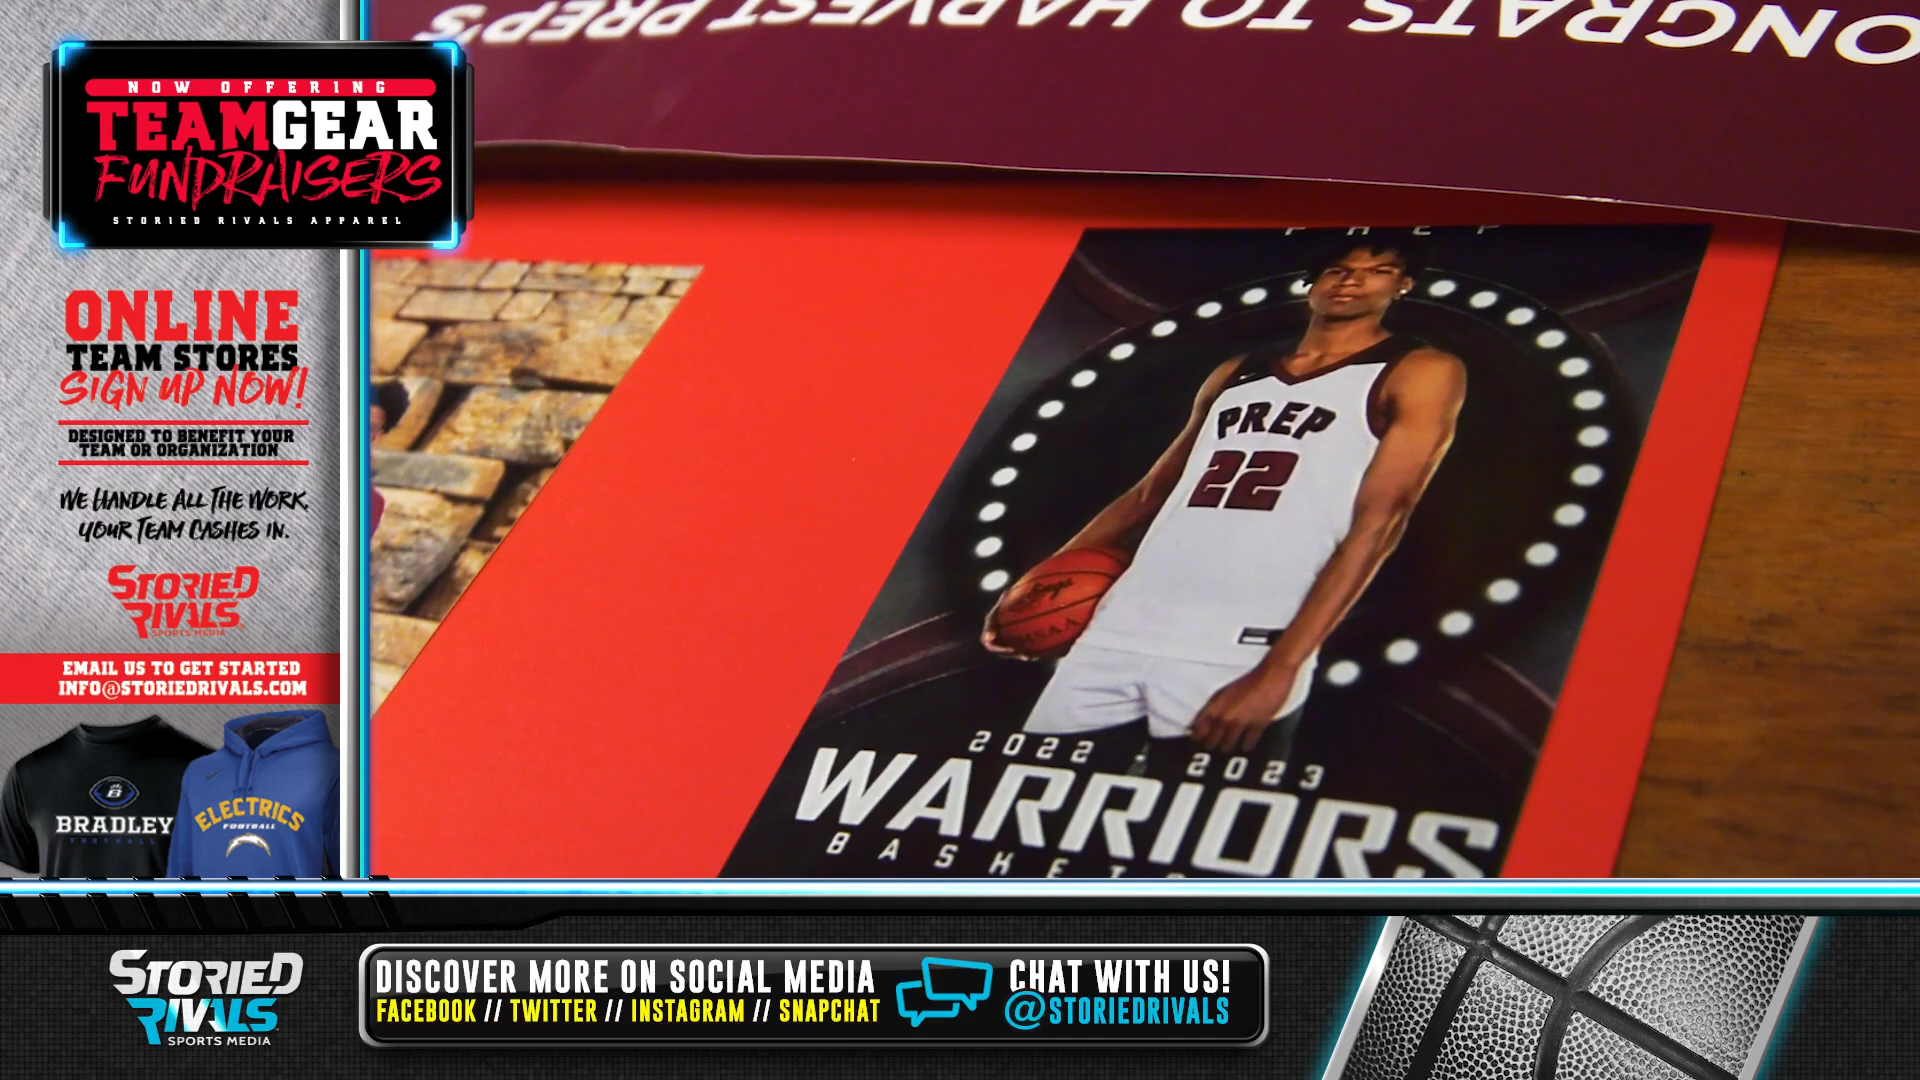 NOW OFFERING
TEAMGEAR
FUNDRAISERS
STORIED RIVALS APPAREL
ONLINE
TEAM STORES
SIGN UP NOW!
DESIGNED TO BENEFIT YOUR
TEAM OR ORGANIZATION
WE HANDLE ALL THE WORK,
YOUR TEAM CASHES IN.
STORIED
RIVALS
SPORTS MEDIA
EMAIL US TO GET STARTED
INFO@STORIEDRIVALS.COM
B
BRADLEY
FOOTBALL
ELECTRICS
FOOTBALL
ONGRATS TO HARVEST PREP'S
PREP
PREP
22
2022 - 2023
WARRIORS
BASKET
STORIED
RIVALS
SPORTS MEDIA
DISCOVER MORE ON SOCIAL MEDIA
FACEBOOK // TWITTER // INSTAGRAM // SNAPCHAT
CHAT WITH US!
@STORIEDRIVALS